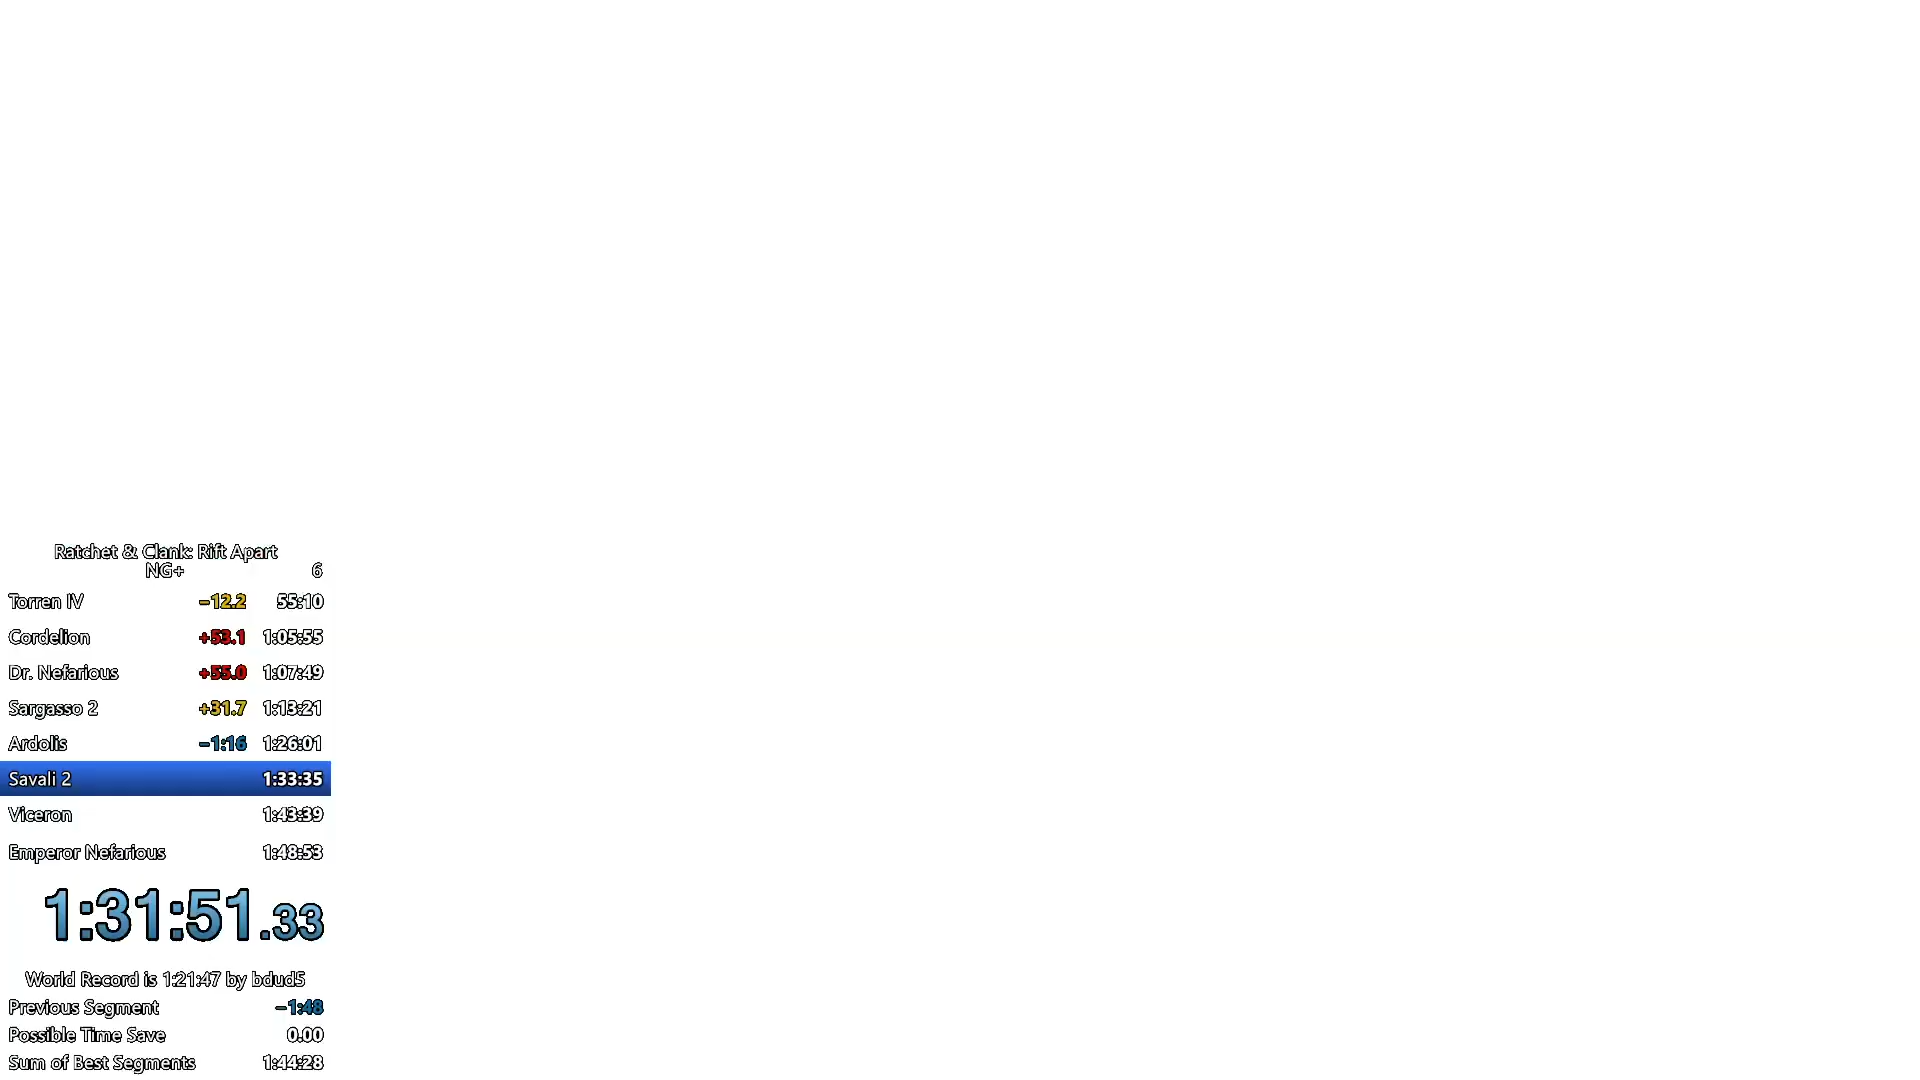 Ratchet & Clank: Rift Apart
NG+ 6
Torren IV −12.2 55:10
Cordelion +53.1 1:05:55
Dr. Nefarious +55.0 1:07:49
Sargasso 2 +31.7 1:13:21
Ardolis −1:16 1:26:01
Savali 2 1:33:35
Viceron 1:43:39
Emperor Nefarious 1:48:53
1:31:51.33
World Record is 1:21:47 by bdud5
Previous Segment −1:48
Possible Time Save 0.00
Sum of Best Segments 1:44:28